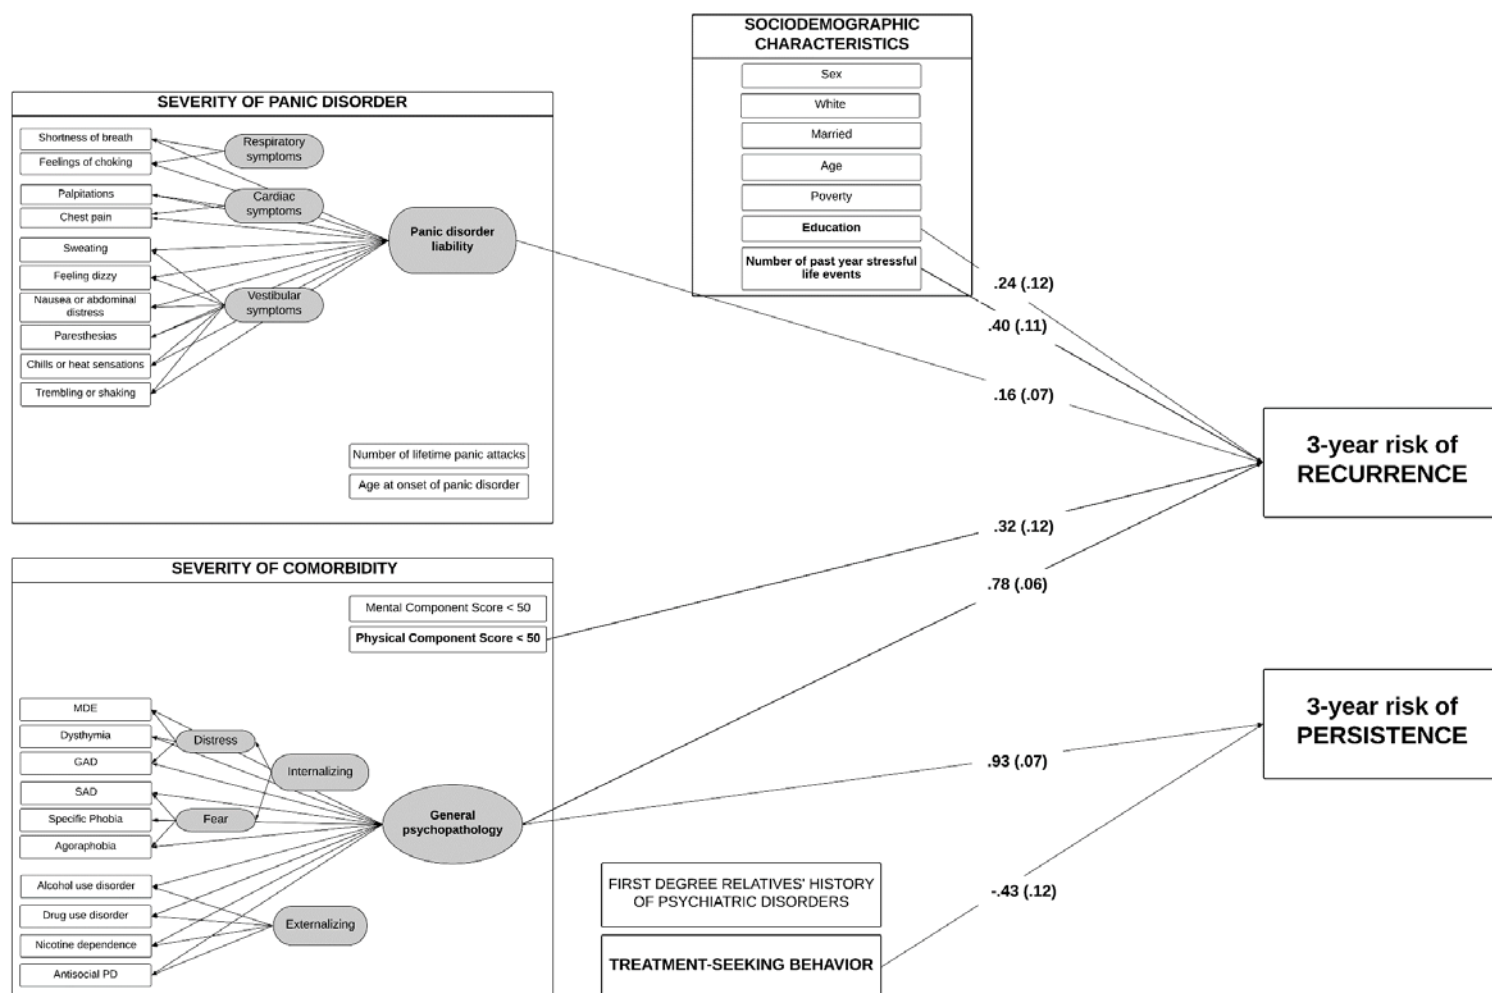 SOCIODEMOGRAPHIC
CHARACTERISTICS
Sex
White
Married
Age
Poverty
Education
Number of past year stressful
life events
SEVERITY OF PANIC DISORDER
Shortness of breath
Feelings of choking
Palpitations
Chest pain
Sweating
Feeling dizzy
Nausea or abdominal
distress
Paresthesias
Chills or heat sensations
Trembling or shaking
Respiratory
symptoms
Cardiac
symptoms
Vestibular
symptoms
Panic disorder
liability
Number of lifetime panic attacks
Age at onset of panic disorder
.24 (.12)
.40 (.11)
.16 (.07)
.32 (.12)
.78 (.06)
3-year risk of
RECURRENCE
SEVERITY OF COMORBIDITY
Mental Component Score < 50
Physical Component Score < 50
MDE
Dysthymia
GAD
SAD
Specific Phobia
Agoraphobia
Alcohol use disorder
Drug use disorder
Nicotine dependence
Antisocial PD
Distress
Internalizing
Fear
Externalizing
General
psychopathology
.93 (.07)
-.43 (.12)
3-year risk of
PERSISTENCE
FIRST DEGREE RELATIVES' HISTORY
OF PSYCHIATRIC DISORDERS
TREATMENT-SEEKING BEHAVIOR